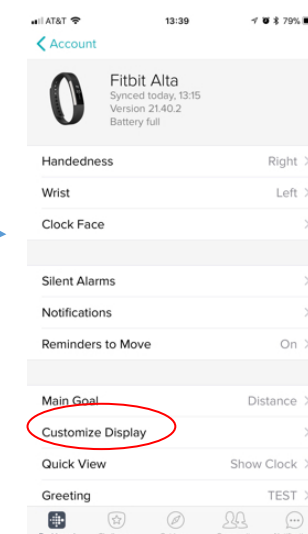 AT&T 13:39 79%
Account
Fitbit Alta
Synced today, 13:15
Version 21.40.2
Battery full
Handedness Right
Wrist Left
Clock Face
Silent Alarms
Notifications
Reminders to Move On
Main Goal Distance
Customize Display
Quick View Show Clock
Greeting TEST